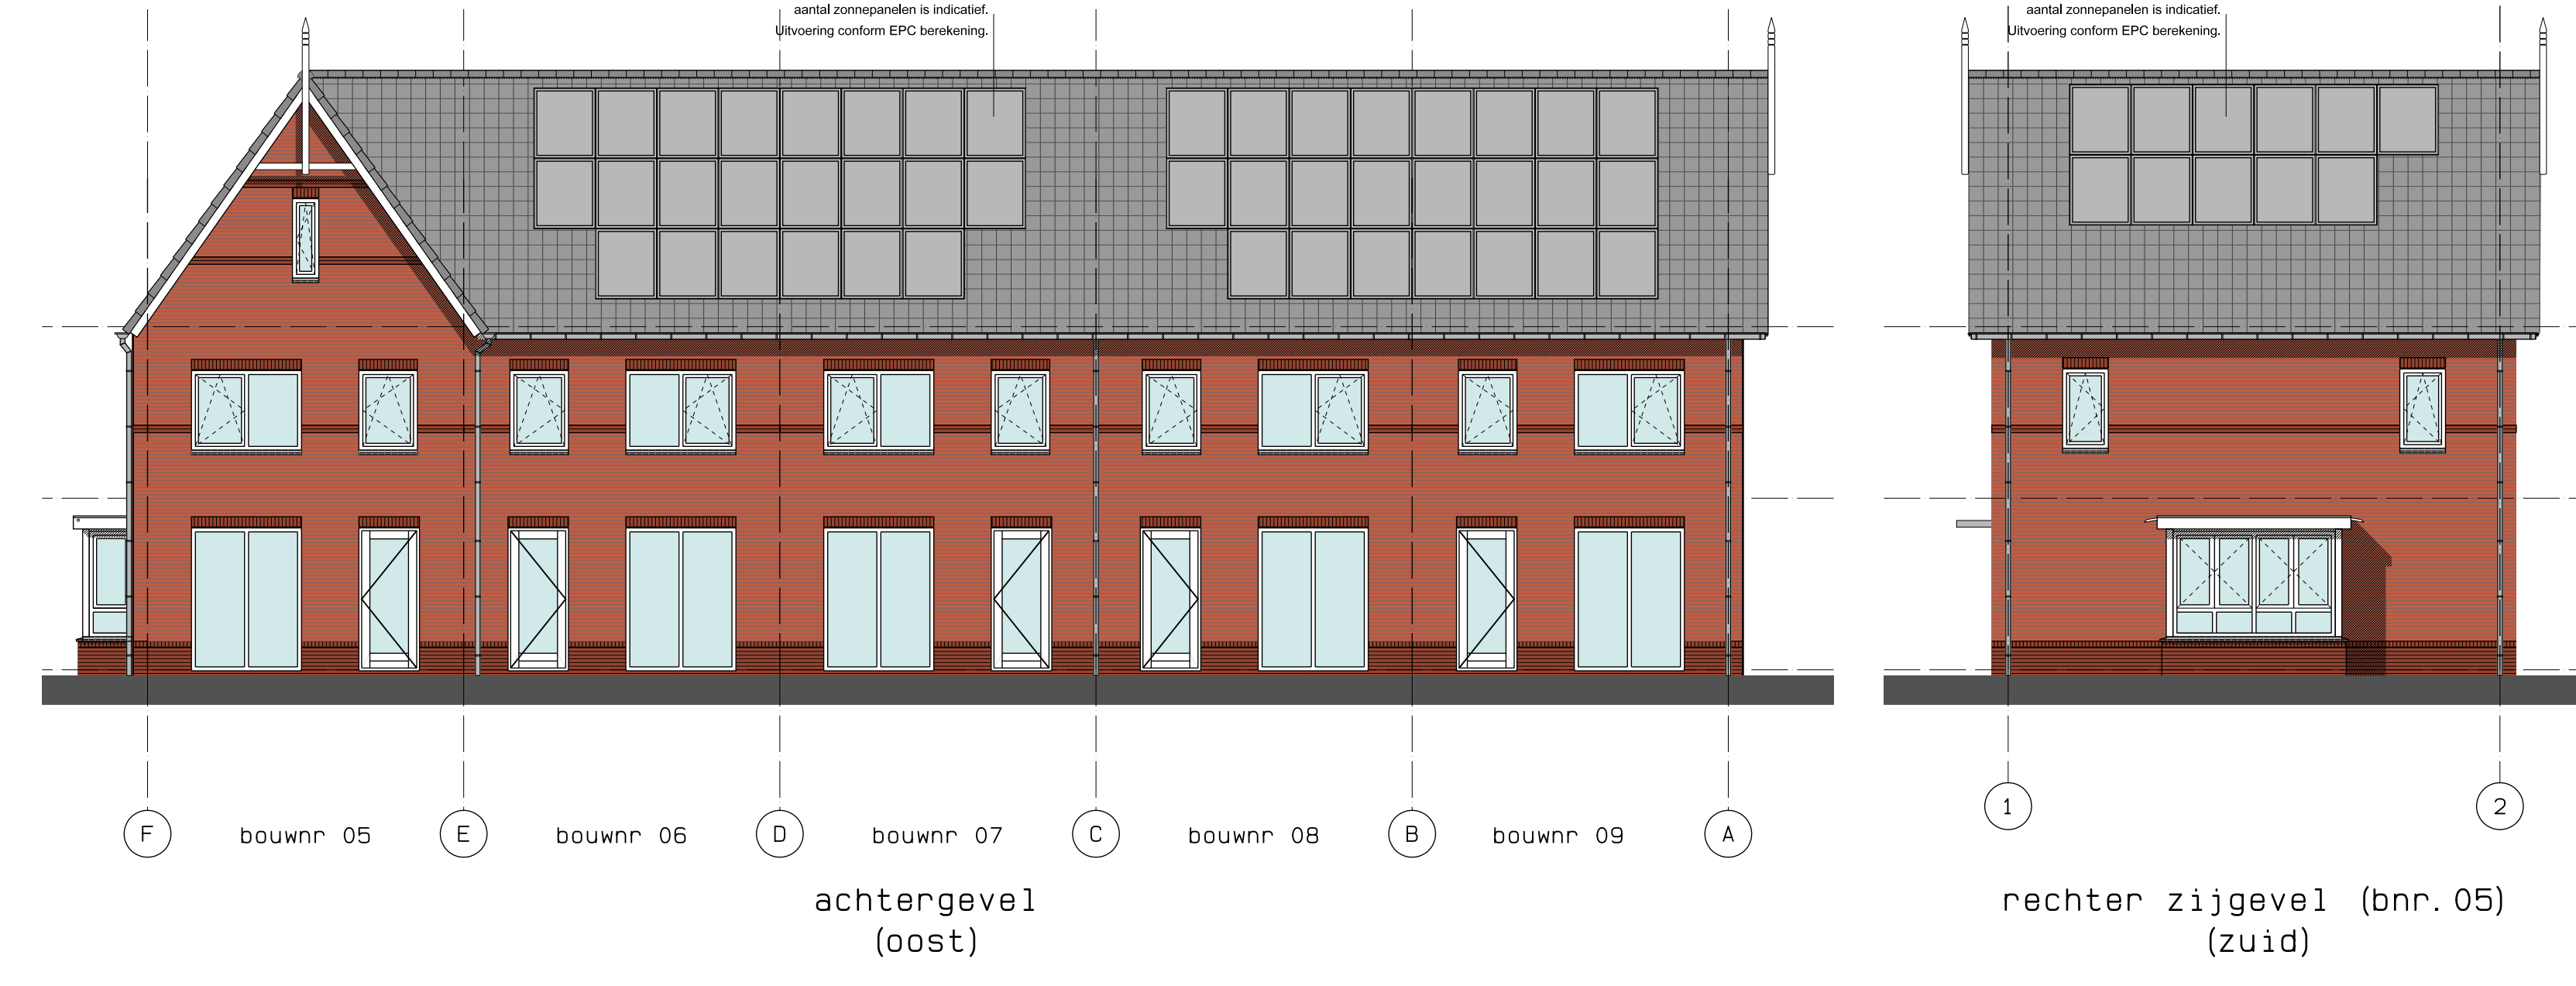 aantal zonnepanelen is indicatief.
Uitvoering conform EPC berekening.
F bouwnr 05 E bouwnr 06 D bouwnr 07 C bouwnr 08 B bouwnr 09 A
achtergevel
(oost)
aantal zonnepanelen is indicatief.
Uitvoering conform EPC berekening.
1 2
rechter zijgevel (bnr. 05)
(zuid)